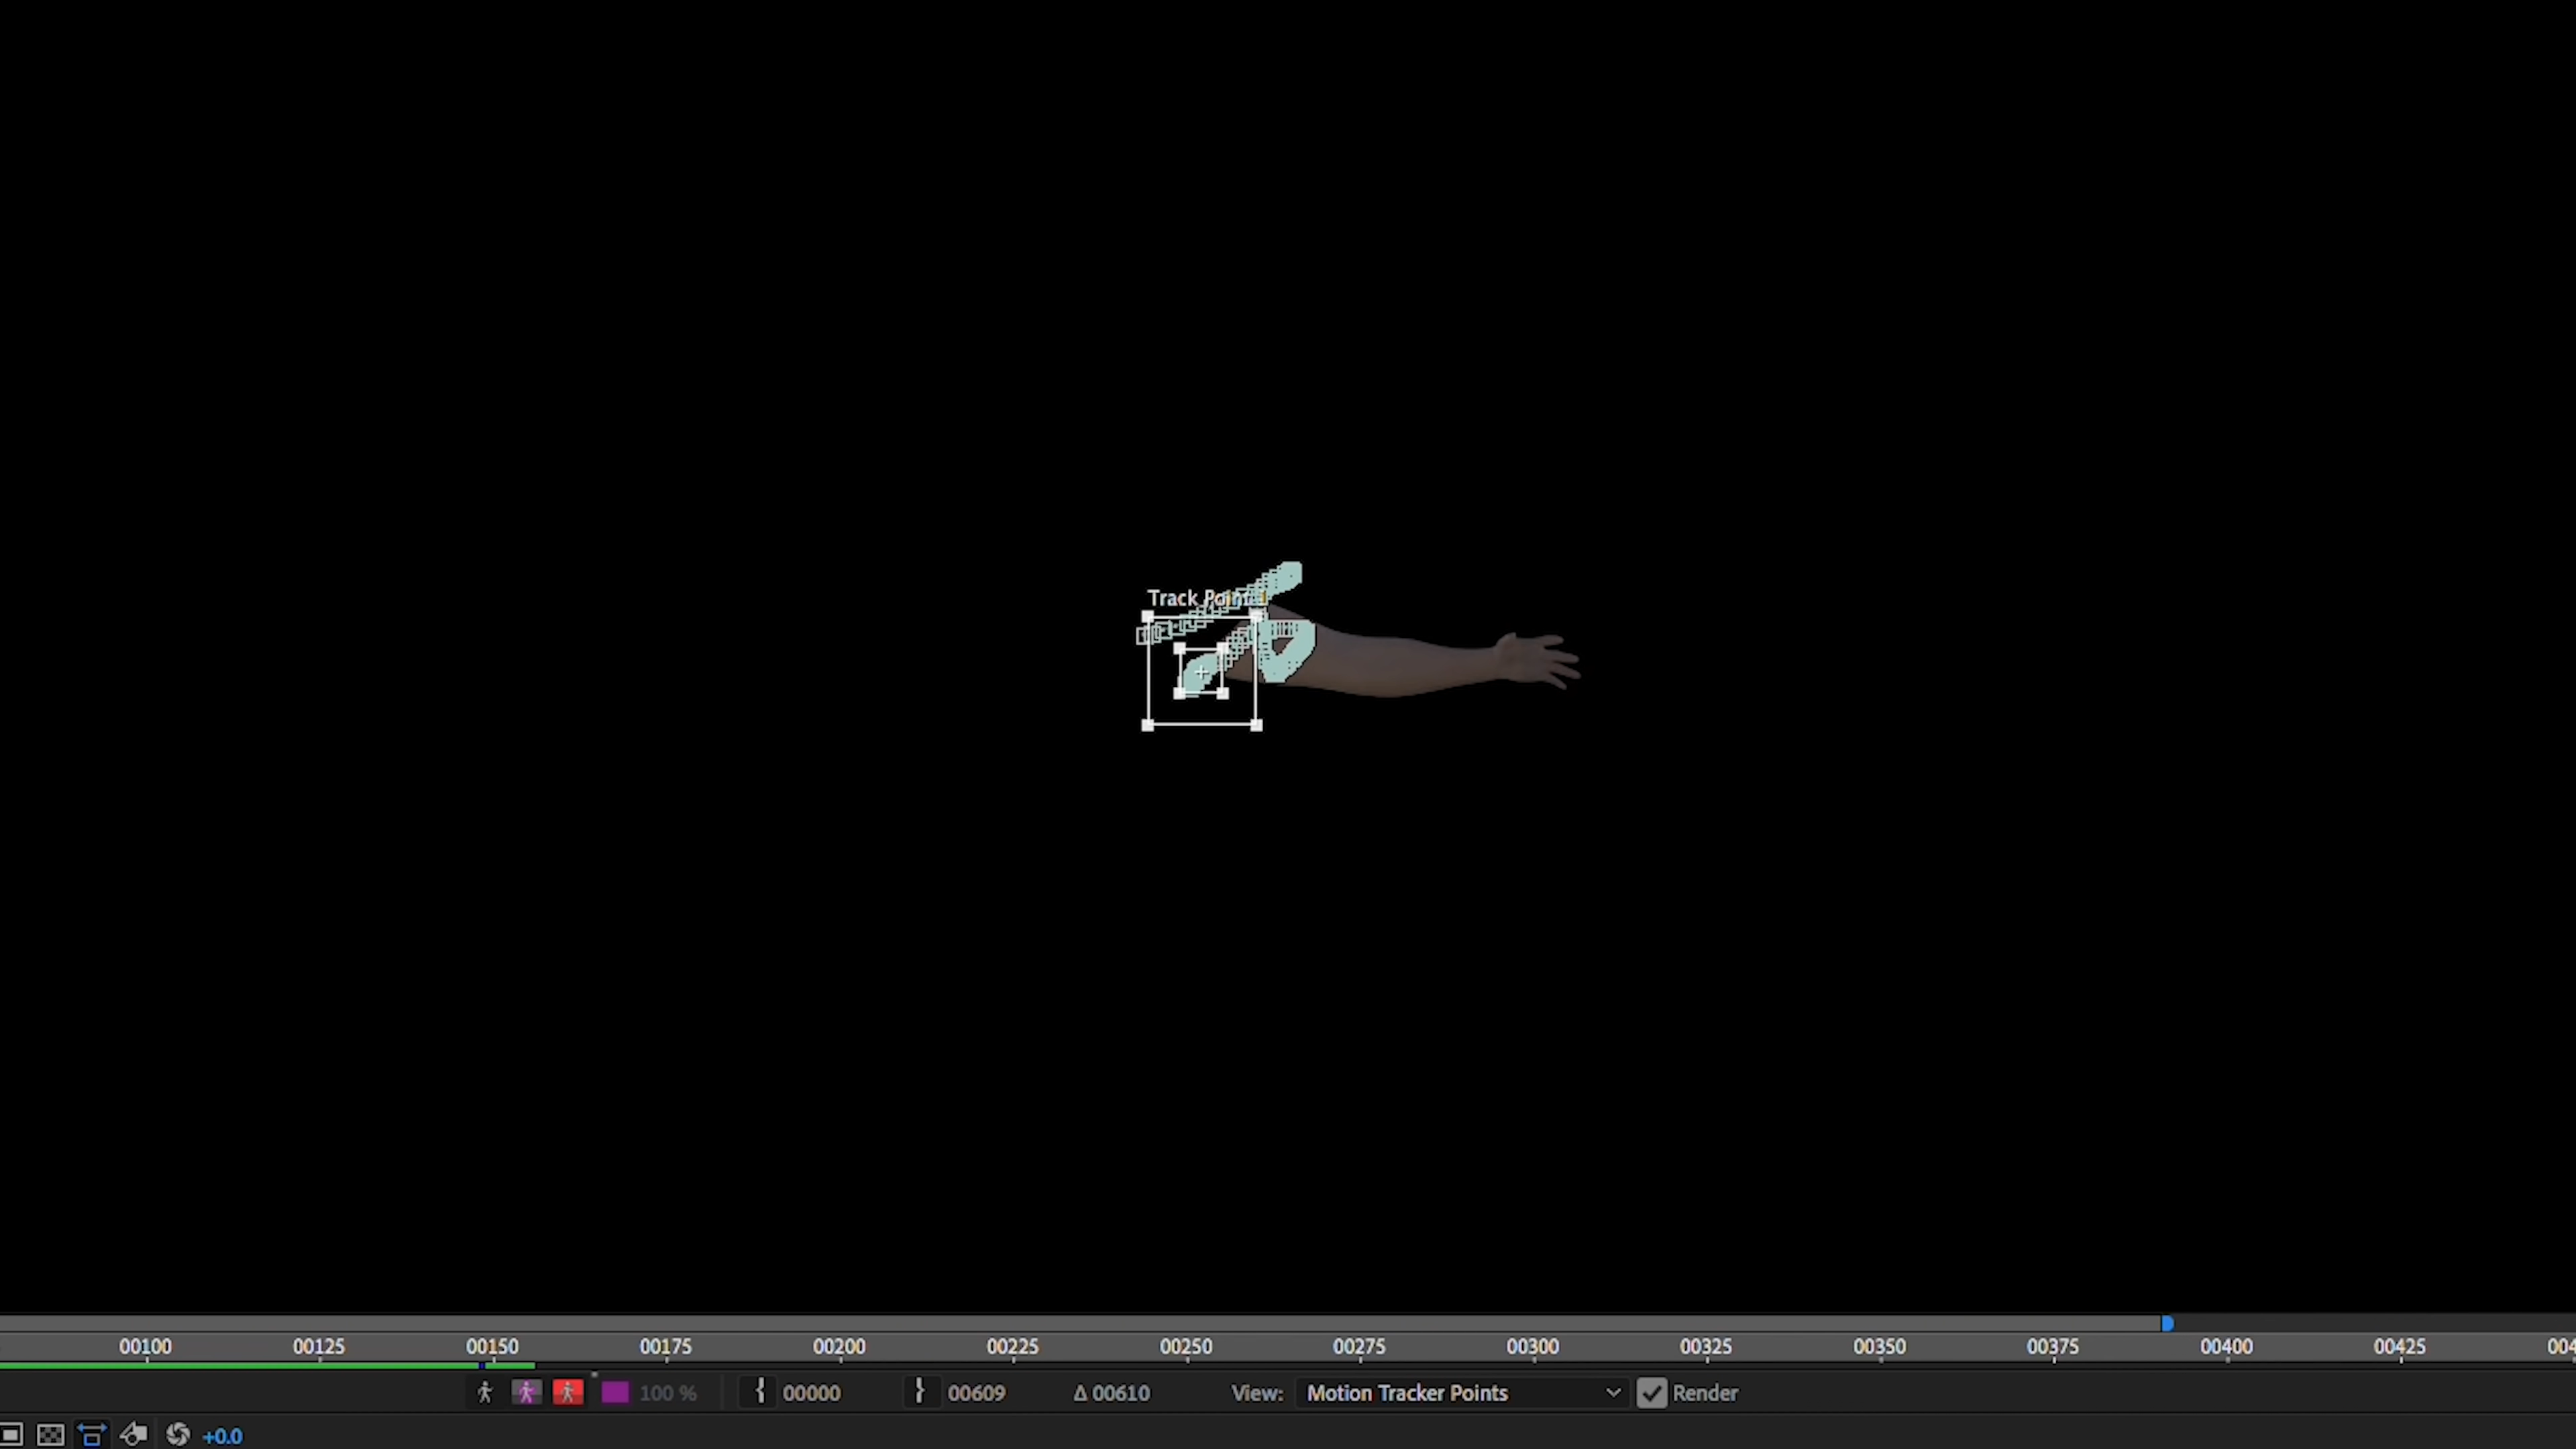 Track Point 1
00100 00125 00150 00175 00200 00225 00250 00275 00300 00325 00350 00375 00400 00425
100 % { 00000 } 00609 Δ 00610 View: Motion Tracker Points Render
+0.0